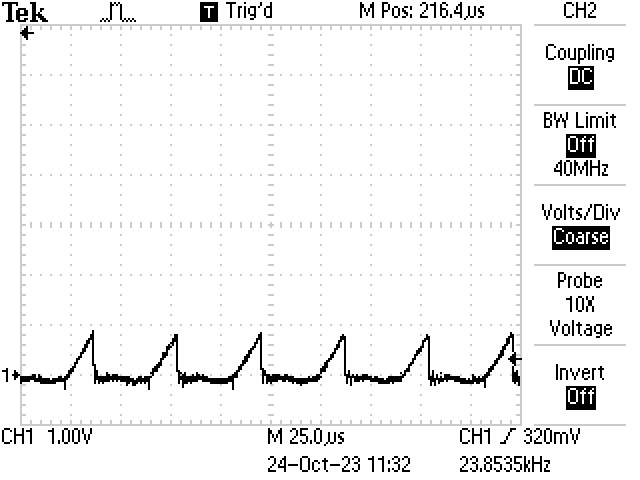 Tek T Trig'd M Pos: 216.4µs CH2
Coupling
DC
BW Limit
Off
40MHz
Volts/Div
Coarse
Probe
10X
Voltage
Invert
Off
1
CH1 1.00V M 25.0µs CH1 320mV
24-Oct-23 11:32 23.8535kHz